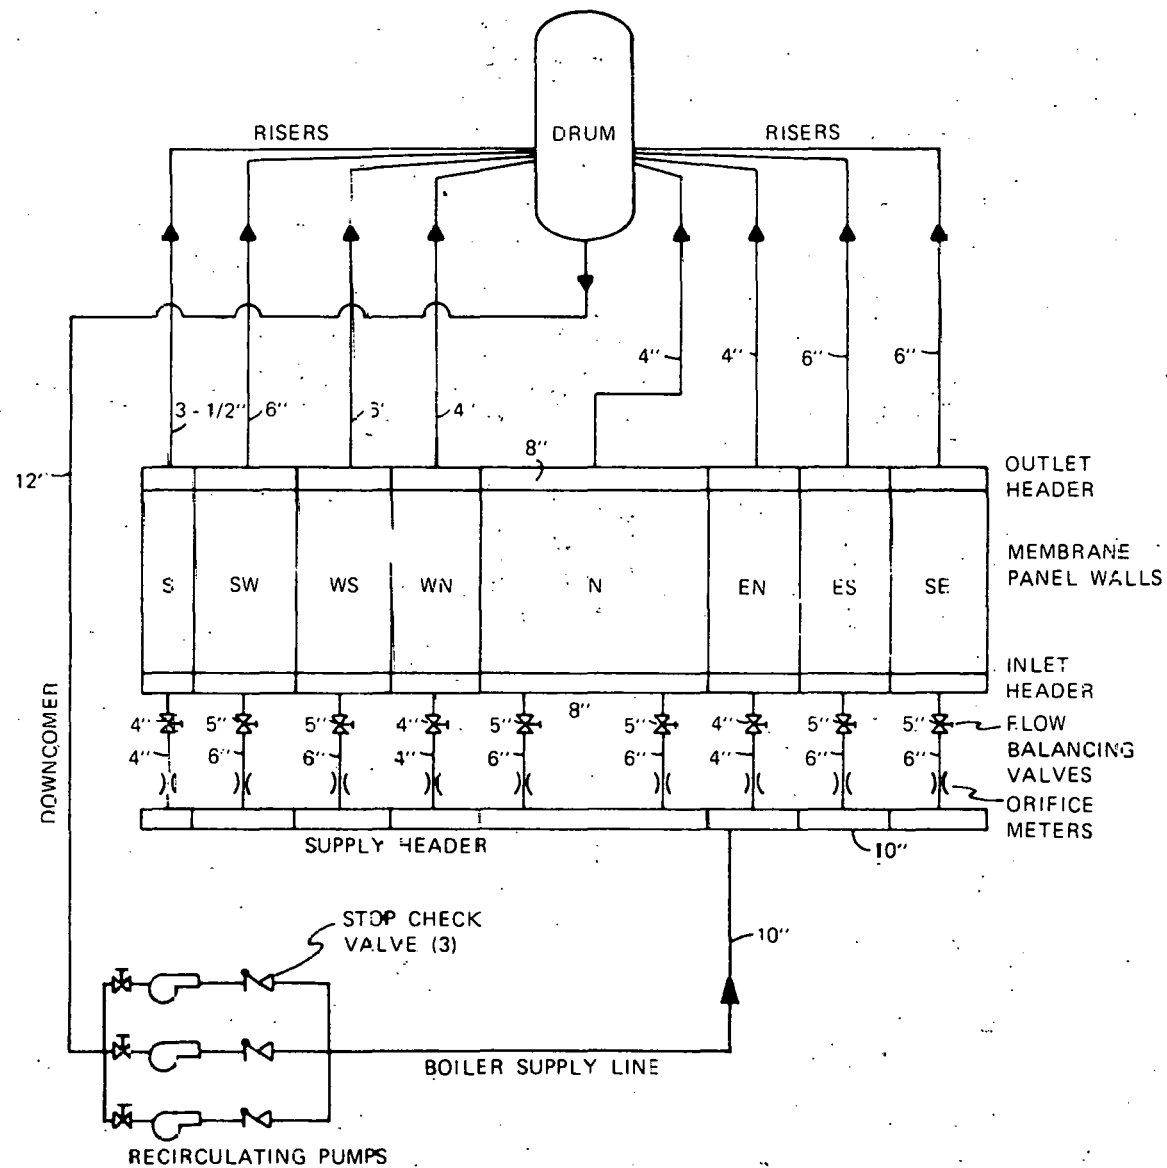 RISERS
DRUM
RISERS
4"
4"
6"
6"
3 - 1/2"
6"
4'
8"
12'
OUTLET
HEADER
S
SW
WS
WN
N
EN
ES
SE
MEMBRANE
PANEL WALLS
INLET
HEADER
8"
4"
5"
5"
4"
5"
5"
4"
5"
5"
FLOW
BALANCING
VALVES
4"
6"
6"
4"
6"
6"
4"
6"
6"
ORIFICE
METERS
DOWNCOMER
SUPPLY HEADER
10"
STOP CHECK
VALVE (3)
10"
BOILER SUPPLY LINE
RECIRCULATING PUMPS